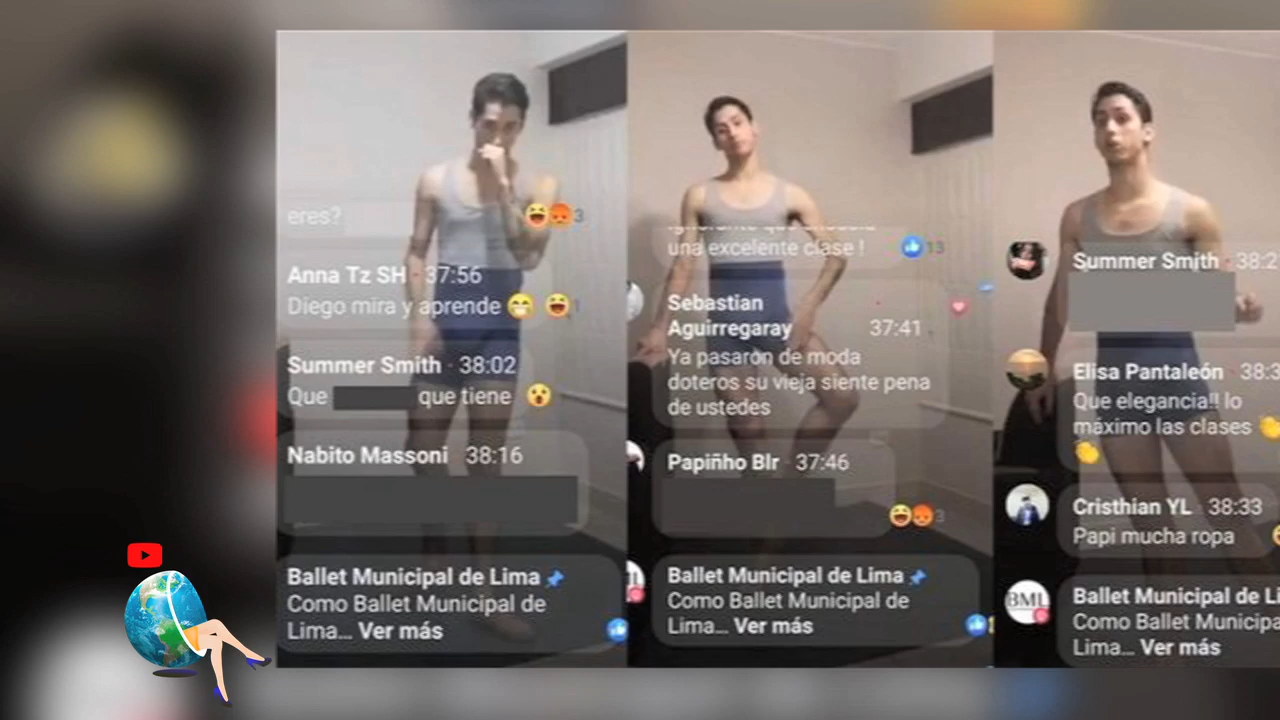 eres?
3
Anna Tz SH · 37:56
Diego mira y aprende 😁
😆 1
Summer Smith · 38:02
Que que tiene 😲
Nabito Massoni 38:16
Ballet Municipal de Lima
Como Ballet Municipal de
Lima... Ver más
una excelente clase !
13
Sebastian
Aguirregaray 37:41
Ya pasaron de moda
doteros su vieja siente pena
de ustedes
Papiñho Blr · 37:46
3
Ballet Municipal de Lima
Como Ballet Municipal de
Lima... Ver más
Summer Smith · 38:2
Elisa Pantaleón · 38:3
Que elegancia!! lo
máximo las clases 👏
👏
Cristhian YL · 38:33
Papi mucha ropa
BML
Ballet Municipal de Li
Como Ballet Municipa
Lima... Ver más